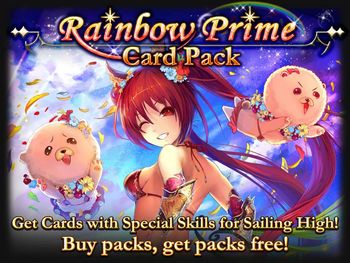 Rainbow Prime
Card Pack
Get Cards with Special Skills for Sailing High!
Buy packs, get packs free!